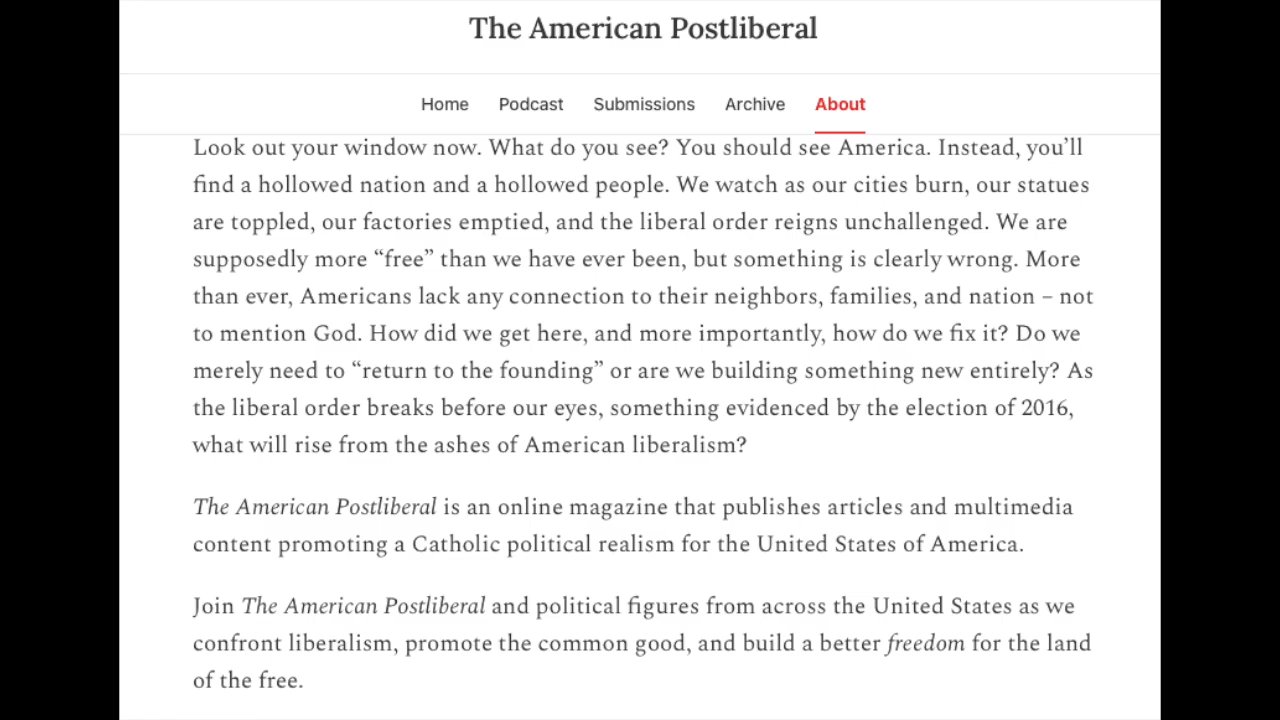 The American Postliberal
Home Podcast Submissions Archive About
Look out your window now. What do you see? You should see America. Instead, you’ll
find a hollowed nation and a hollowed people. We watch as our cities burn, our statues
are toppled, our factories emptied, and the liberal order reigns unchallenged. We are
supposedly more “free” than we have ever been, but something is clearly wrong. More
than ever, Americans lack any connection to their neighbors, families, and nation – not
to mention God. How did we get here, and more importantly, how do we fix it? Do we
merely need to “return to the founding” or are we building something new entirely? As
the liberal order breaks before our eyes, something evidenced by the election of 2016,
what will rise from the ashes of American liberalism?
The American Postliberal is an online magazine that publishes articles and multimedia
content promoting a Catholic political realism for the United States of America.
Join The American Postliberal and political figures from across the United States as we
confront liberalism, promote the common good, and build a better freedom for the land
of the free.